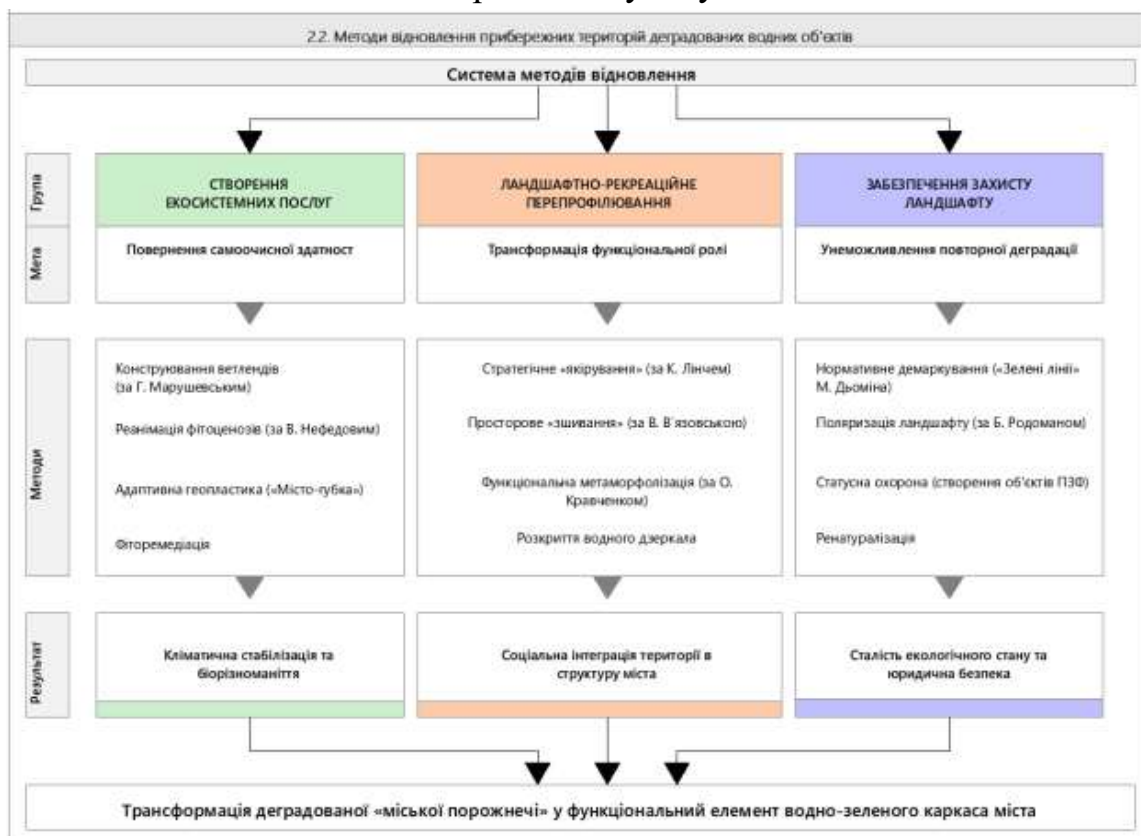 2.2. Методи відновлення прибережних територій деградованих водних об'єктів
Система методів відновлення
Група
СТВОРЕННЯ
ЕКОСИСТЕМНИХ ПОСЛУГ
ЛАНДШАФТНО-РЕКРЕАЦІЙНЕ
ПЕРЕПРОФІЛЮВАННЯ
ЗАБЕЗПЕЧЕННЯ ЗАХИСТУ
ЛАНДШАФТУ
Мета
Повернення самоочисної здатност
Трансформація функціональної ролі
Унеможливлення повторної деградації
Методи
Конструювання ветлендів
(за Г. Марушевським)
Реанімація фітоценозів (за В. Нефедовим)
Адаптивна геопластика («Місто-губка»)
Фіторемедіація
Стратегічне «якірування» (за К. Лінчем)
Просторове «зшивання» (за В. В`язовською)
Функціональна метаморфолізація (за О.
Кравченком)
Розкриття водного дзеркала
Нормативне демаркування («Зелені лінії»
М. Дьоміна)
Поляризація ландшафту (за Б. Родоманом)
Статусна охорона (створення об'єктів ПЗФ)
Ренатуралізація
Результат
Кліматична стабілізація та
біорізноманіття
Соціальна інтеграція території в
структуру міста
Сталість екологічного стану та
юридична безпека
Трансформація деградованої «міської порожнечі» у функціональний елемент водно-зеленого каркаса міста